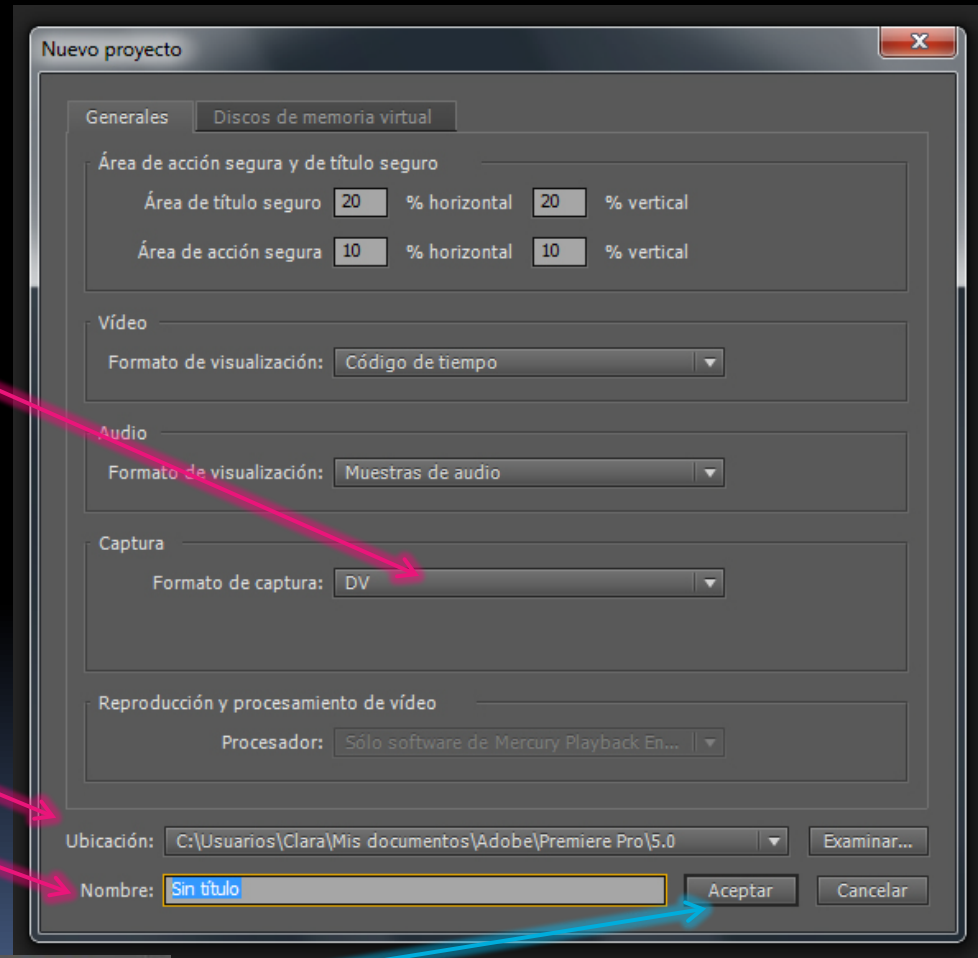 Nuevo proyecto
Generales Discos de memoria virtual
Área de acción segura y de título seguro
Área de título seguro 20 % horizontal 20 % vertical
Área de acción segura 10 % horizontal 10 % vertical
Vídeo
Formato de visualización: Código de tiempo
Audio
Formato de visualización: Muestras de audio
Captura
Formato de captura: DV
Reproducción y procesamiento de vídeo
Procesador: Sólo software de Mercury Playback En...
Ubicación: C:\Usuarios\Clara\Mis documentos\Adobe\Premiere Pro\5.0 Examinar...
Nombre: Sin título Aceptar Cancelar